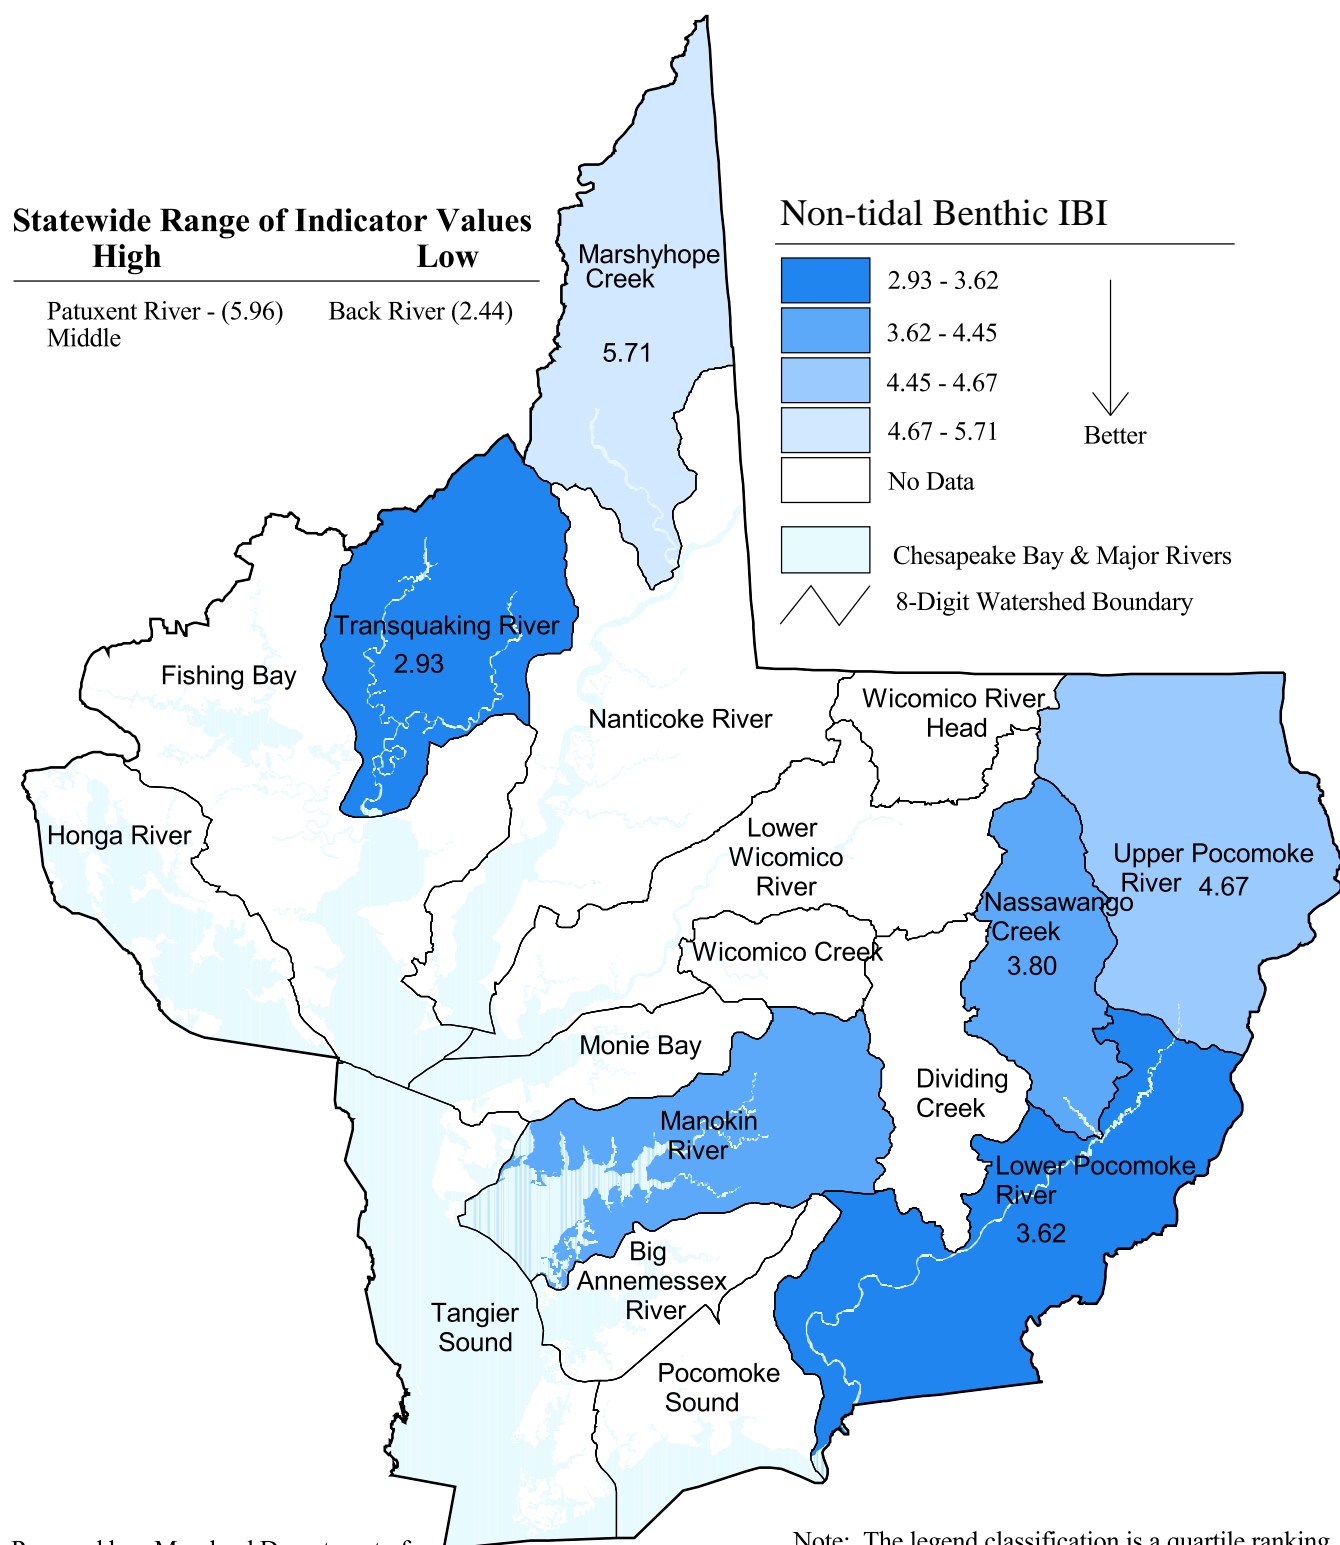 Statewide Range of Indicator Values
High Low
Patuxent River - (5.96) Back River (2.44)
Middle
Non-tidal Benthic IBI
2.93 - 3.62
3.62 - 4.45
4.45 - 4.67
4.67 - 5.71
No Data
Better
Chesapeake Bay & Major Rivers
8-Digit Watershed Boundary
Marshyhope
Creek
5.71
Transquaking River
2.93
Fishing Bay
Honga River
Nanticoke River
Wicomico River
Head
Lower
Wicomico
River
Upper Pocomoke
River 4.67
Nassawango
Creek
3.80
Wicomico Creek
Monie Bay
Dividing
Creek
Manokin
River
Lower Pocomoke
River
3.62
Big
Annemessex
River
Tangier
Sound
Pocomoke
Sound
Note: The legend classification is a quartile ranking